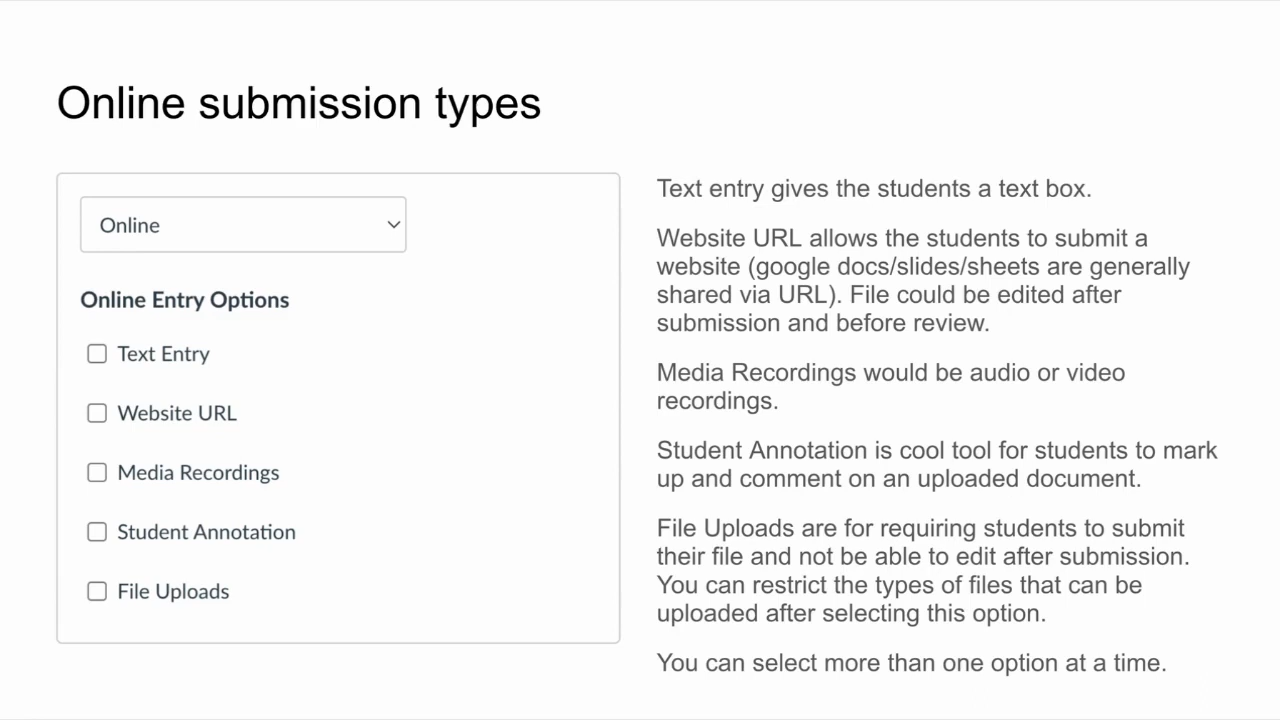 Online submission types
Online
Online Entry Options
Text Entry
Website URL
Media Recordings
Student Annotation
File Uploads
Text entry gives the students a text box.
Website URL allows the students to submit a
website (google docs/slides/sheets are generally
shared via URL). File could be edited after
submission and before review.
Media Recordings would be audio or video
recordings.
Student Annotation is cool tool for students to mark
up and comment on an uploaded document.
File Uploads are for requiring students to submit
their file and not be able to edit after submission.
You can restrict the types of files that can be
uploaded after selecting this option.
You can select more than one option at a time.